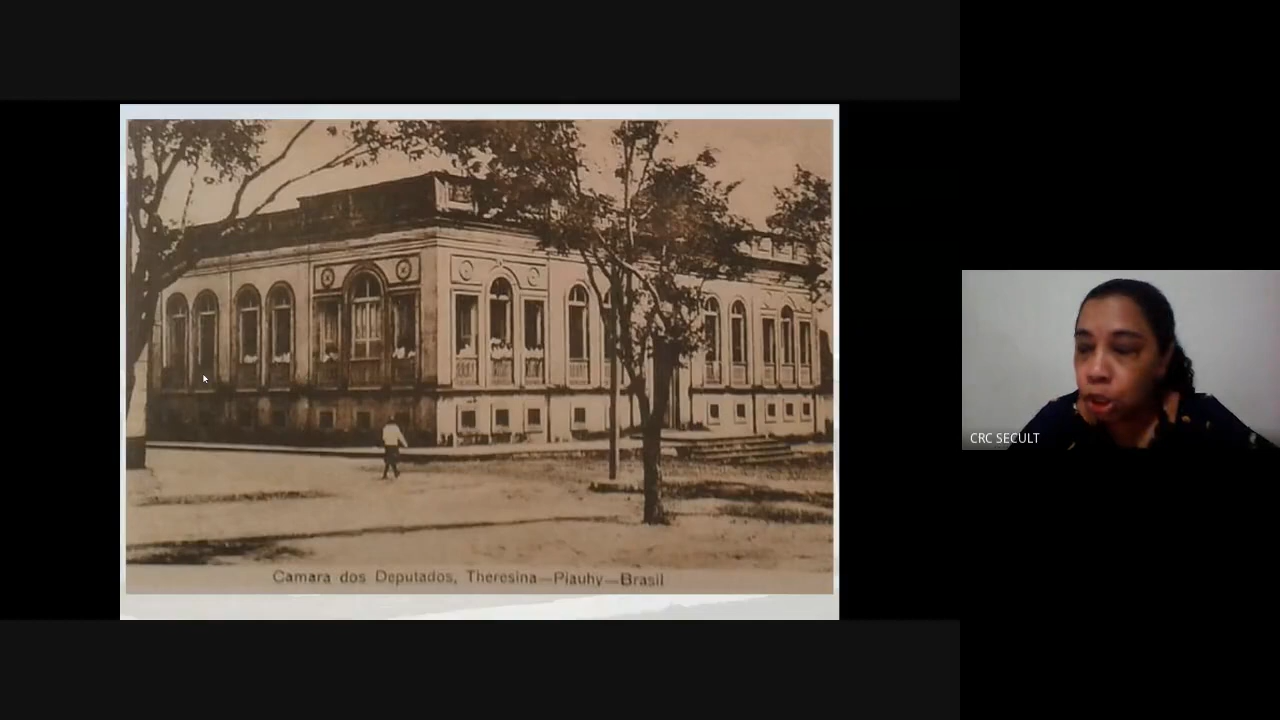 Camara dos Deputados, Theresina—Piauhy—Brasil
CRC SECULT